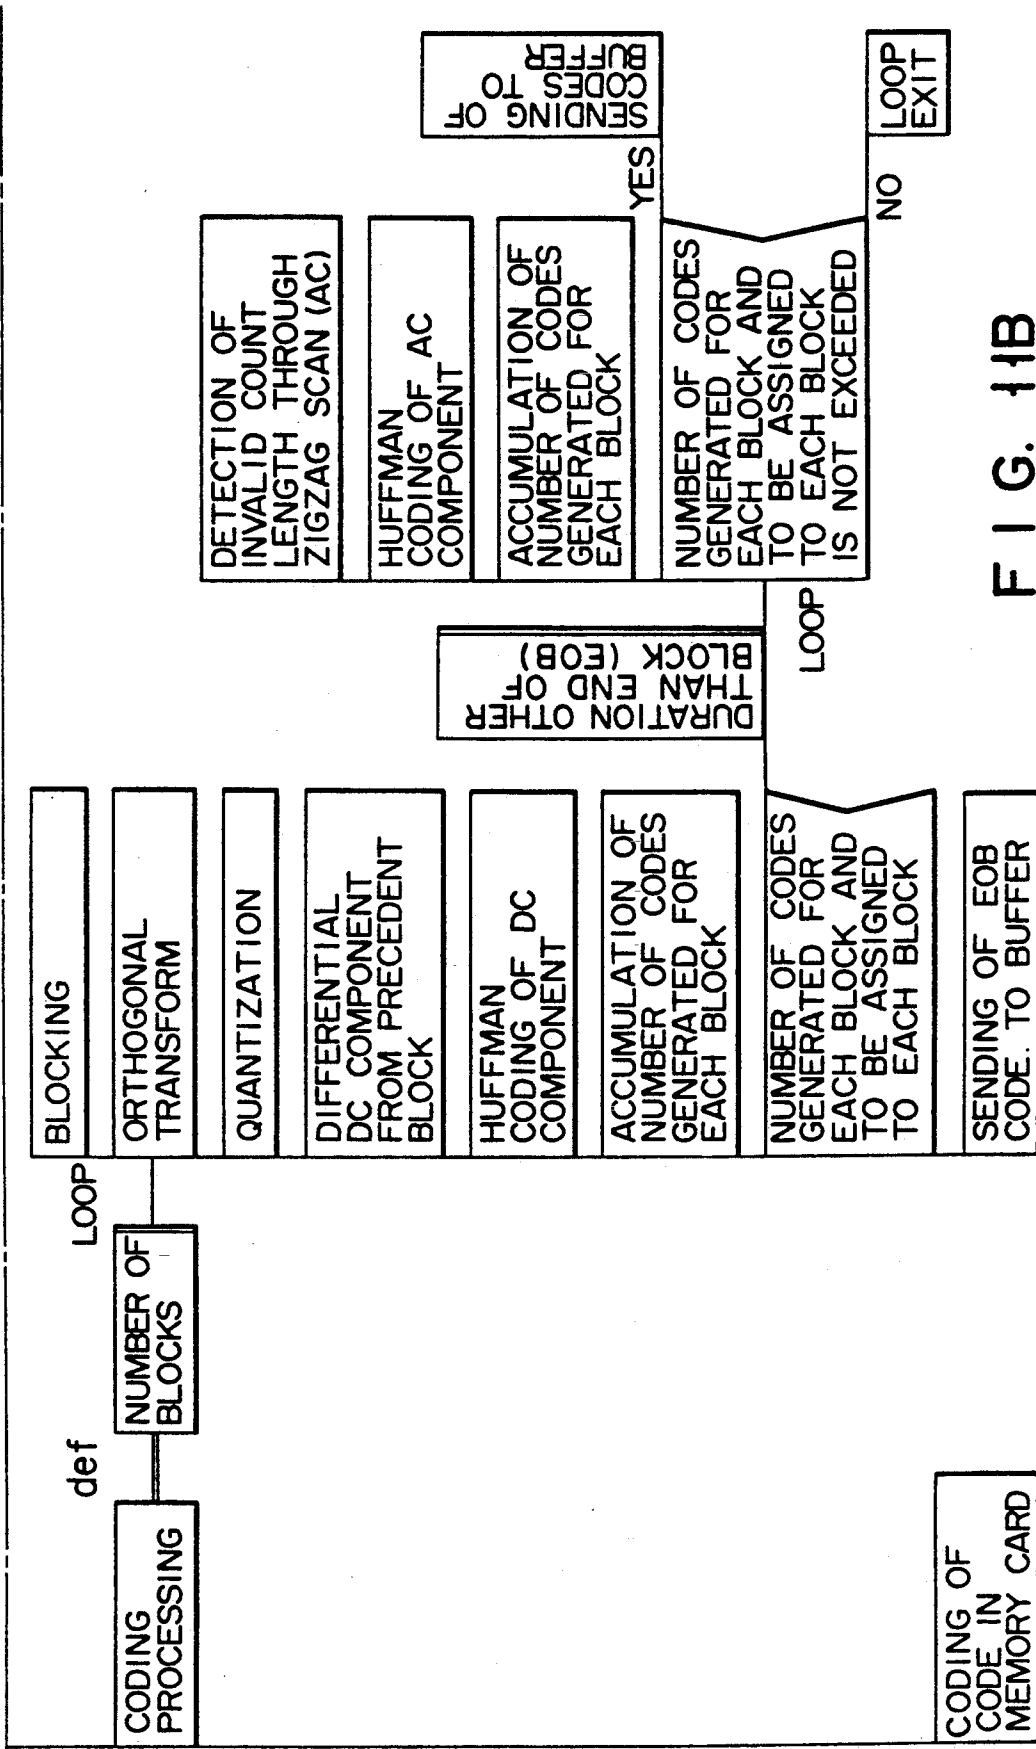 CODING
PROCESSING
def
NUMBER OF
BLOCKS
LOOP
BLOCKING
ORTHOGONAL
TRANSFORM
QUANTIZATION
DIFFERENTIAL
DC COMPONENT
FROM PRECEDENT
BLOCK
HUFFMAN
CODING OF DC
COMPONENT
ACCUMULATION OF
NUMBER OF CODES
GENERATED FOR
EACH BLOCK
NUMBER OF CODES
GENERATED FOR
EACH BLOCK AND
TO BE ASSIGNED
TO EACH BLOCK
DURATION OTHER
THAN END OF
BLOCK (EOB)
LOOP
DETECTION OF
INVALID COUNT
LENGTH THROUGH
ZIGZAG SCAN (AC)
HUFFMAN
CODING OF AC
COMPONENT
ACCUMULATION OF
NUMBER OF CODES
GENERATED FOR
EACH BLOCK
NUMBER OF CODES
GENERATED FOR
EACH BLOCK AND
TO BE ASSIGNED
TO EACH BLOCK
IS NOT EXCEEDED
YES
SENDING OF
CODES TO
BUFFER
NO
LOOP
EXIT
SENDING OF EOB
CODE. TO BUFFER
CODING OF
CODE IN
MEMORY CARD
FIG. 11B